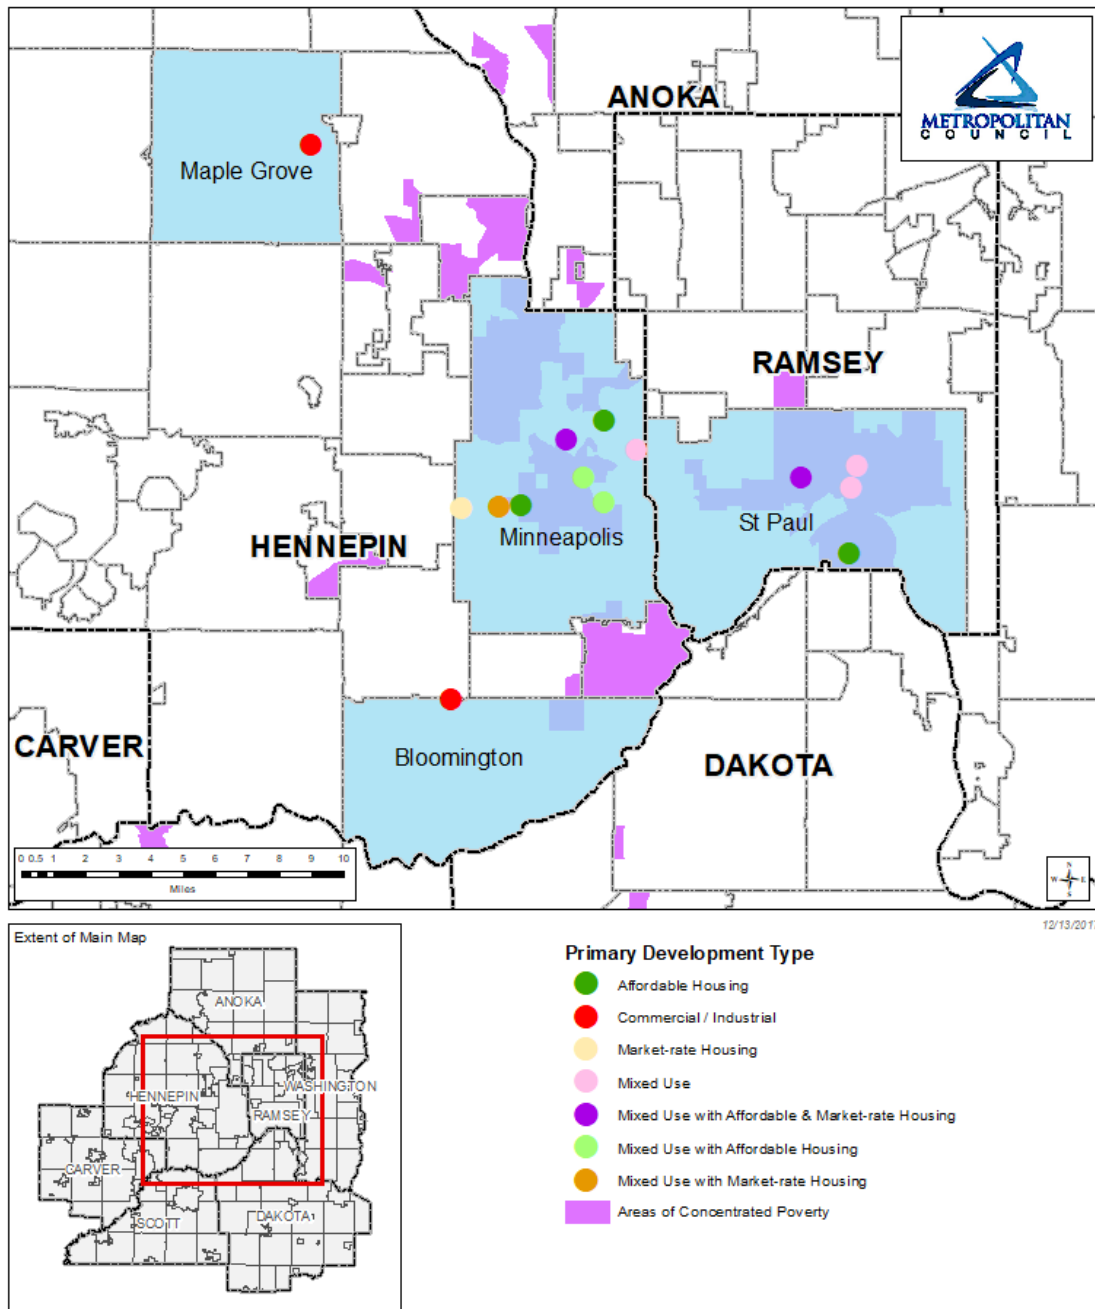 ANOKA
METROPOLITAN
COUNCIL
Maple Grove
RAMSEY
St Paul
Minneapolis
HENNEPIN
CARVER
Bloomington
DAKOTA
0 0.5 1 2 3 4 5 6 7 8 9 10
Miles
N
W E
S
12/13/2017
Extent of Main Map
ANOKA
WASHINGTON
HENNEPIN
RAMSEY
CARVER
SCOTT
DAKOTA
Primary Development Type
Affordable Housing
Commercial / Industrial
Market-rate Housing
Mixed Use
Mixed Use with Affordable & Market-rate Housing
Mixed Use with Affordable Housing
Mixed Use with Market-rate Housing
Areas of Concentrated Poverty